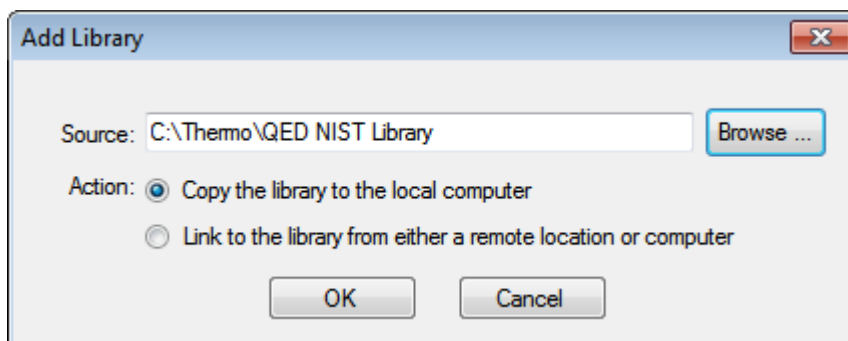 Add Library
Source: C:\Thermo\QED NIST Library Browse ...
Action: Copy the library to the local computer
Link to the library from either a remote location or computer
OK Cancel